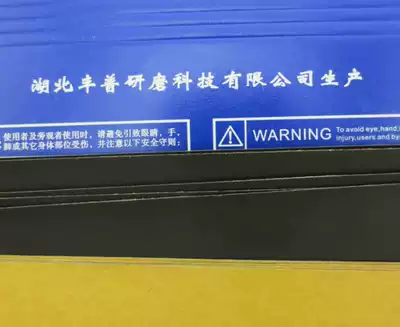 湖北丰普研磨科技有限公司生产
使用者及旁观者使用时,请避免引致眼睛,手,
脚或其它身体部位受伤,并注意以下安全守则:
WARNING
To avoid eye, hand,
injury, users and by